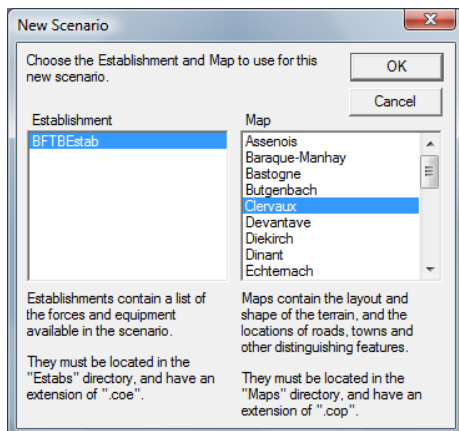 New Scenario
Choose the Establishment and Map to use for this
new scenario.
OK
Cancel
Establishment
BFTBEstab
Map
Assenois
Baraque-Manhay
Bastogne
Butgenbach
Clervaux
Devantave
Diekirch
Dinant
Echternach
Establishments contain a list of
the forces and equipment
available in the scenario.
They must be located in the
"Estabs" directory, and have an
extension of ".coe".
Maps contain the layout and
shape of the terrain, and the
locations of roads, towns and
other distinguishing features.
They must be located in the
"Maps" directory, and have an
extension of ".cop".